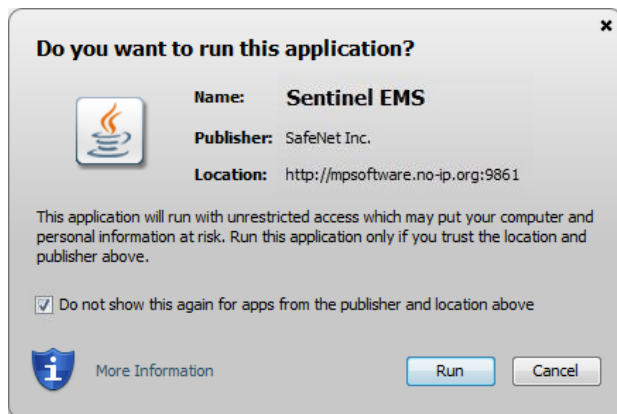 Do you want to run this application?
Name: Sentinel EMS
Publisher: SafeNet Inc.
Location: http://mpsoftware.no-ip.org:9861
This application will run with unrestricted access which may put your computer and
personal information at risk. Run this application only if you trust the location and
publisher above.
Do not show this again for apps from the publisher and location above
More Information
Run
Cancel